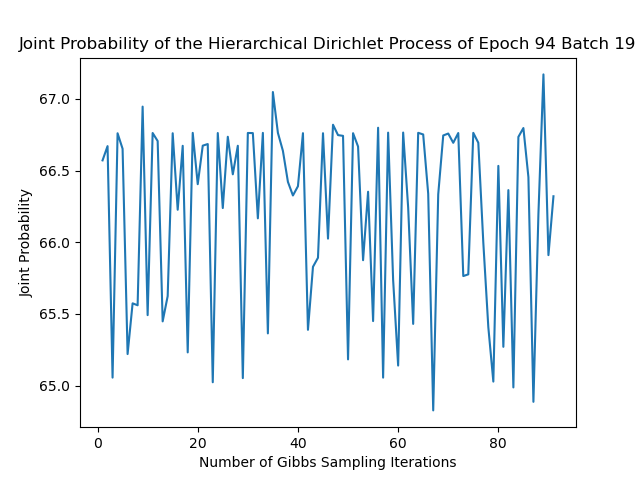 Joint Probability of the Hierarchical Dirichlet Process of Epoch 94 Batch 19
67.0
66.5
66.0
65.5
65.0
Joint Probability
0 20 40 60 80
Number of Gibbs Sampling Iterations